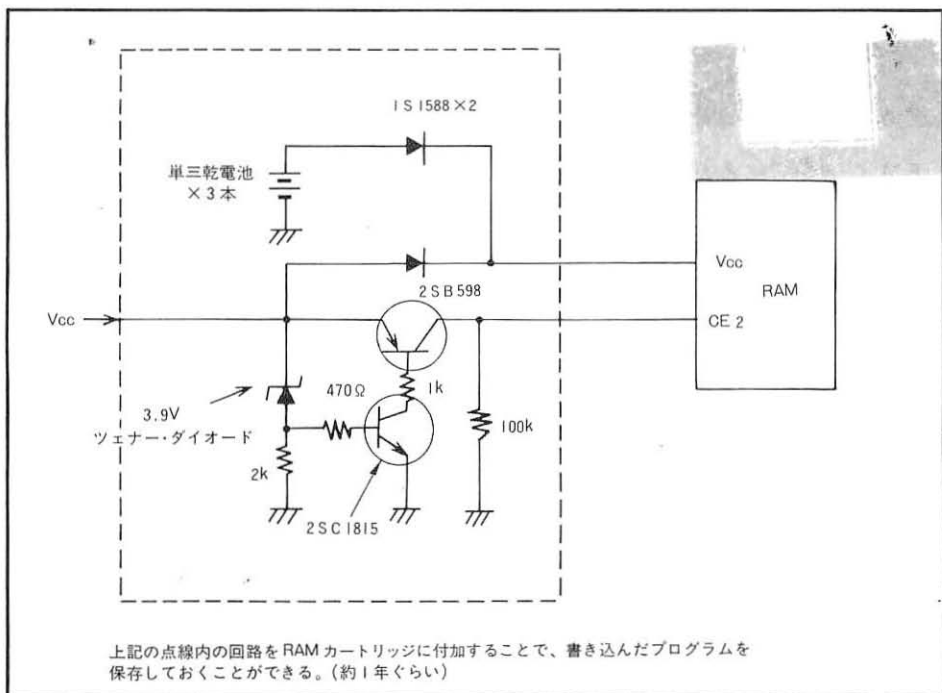 1S1588×2
単三乾電池
×3本
Vcc
RAM
2SB598
Vcc
CE 2
1k
470Ω
3.9V
ツェナー・ダイオード
100k
2k
2SC1815
上記の点線内の回路をRAMカートリッジに付加することで、書き込んだプログラムを
保存しておくことができる。(約1年ぐらい)